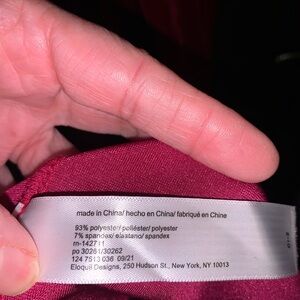 made in China/ hecho en China/ fabriqué en Chine
93% polyester/ poliéster/ polyester
7% spandex/ elastano/ spandex
rn-142711
po 30261/30262
124 7513 036 09/21
Eloquii Designs, 250 Hudson St., New York, NY 10013